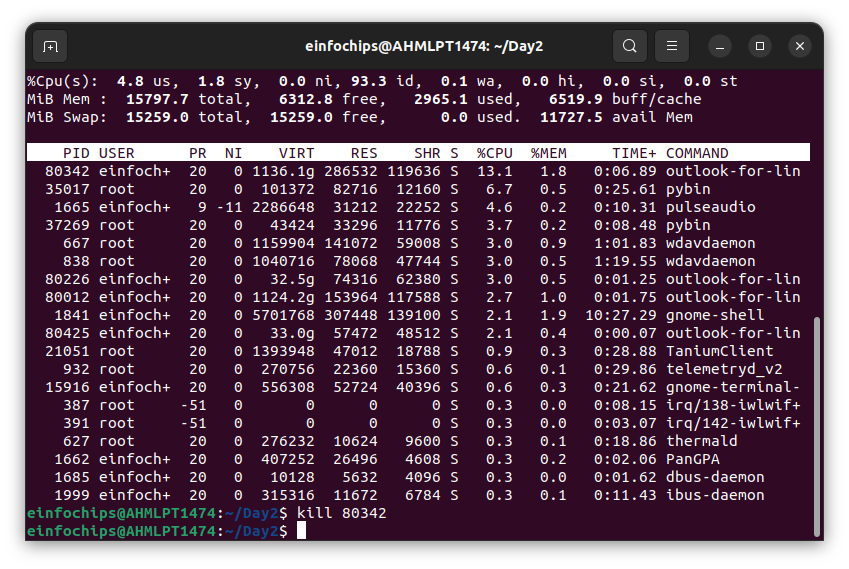 einfochips@AHMLPT1474: ~/Day2
%Cpu(s):  4.8 us,  1.8 sy,  0.0 ni, 93.3 id,  0.1 wa,  0.0 hi,  0.0 si,  0.0 st
MiB Mem :  15797.7 total,   6312.8 free,   2965.1 used,   6519.9 buff/cache
MiB Swap:  15259.0 total,  15259.0 free,      0.0 used.  11727.5 avail Mem
    PID USER      PR  NI    VIRT    RES    SHR S  %CPU  %MEM     TIME+ COMMAND
  80342 einfoch+  20   0 1136.1g 286532 119636 S  13.1   1.8   0:06.89 outlook-for-lin
  35017 root      20   0  101372  82716  12160 S   6.7   0.5   0:25.61 pybin
   1665 einfoch+   9 -11 2286648  31212  22252 S   4.6   0.2   0:10.31 pulseaudio
  37269 root      20   0   43424  33296  11776 S   3.7   0.2   0:08.48 pybin
    667 root      20   0 1159904 141072  59008 S   3.0   0.9   1:01.83 wdavdaemon
    838 root      20   0 1040716  78068  47744 S   3.0   0.5   1:19.55 wdavdaemon
  80226 einfoch+  20   0   32.5g  74316  62380 S   3.0   0.5   0:01.25 outlook-for-lin
  80012 einfoch+  20   0 1124.2g 153964 117588 S   2.7   1.0   0:01.75 outlook-for-lin
   1841 einfoch+  20   0 5701768 307448 139100 S   2.1   1.9  10:27.29 gnome-shell
  80425 einfoch+  20   0   33.0g  57472  48512 S   2.1   0.4   0:00.07 outlook-for-lin
  21051 root      20   0 1393948  47012  18788 S   0.9   0.3   0:28.88 TaniumClient
    932 root      20   0  270756  22360  15360 S   0.6   0.1   0:29.86 telemetryd_v2
  15916 einfoch+  20   0  556308  52724  40396 S   0.6   0.3   0:21.62 gnome-terminal-
    387 root     -51   0       0      0      0 S   0.3   0.0   0:08.15 irq/138-iwlwif+
    391 root     -51   0       0      0      0 S   0.3   0.0   0:03.07 irq/142-iwlwif+
    627 root      20   0  276232  10624   9600 S   0.3   0.1   0:18.86 thermald
   1662 einfoch+  20   0  407252  26496   4608 S   0.3   0.2   0:02.06 PanGPA
   1685 einfoch+  20   0   10128   5632   4096 S   0.3   0.0   0:01.62 dbus-daemon
   1999 einfoch+  20   0  315316  11672   6784 S   0.3   0.1   0:11.43 ibus-daemon
einfochips@AHMLPT1474:~/Day2$ kill 80342
einfochips@AHMLPT1474:~/Day2$